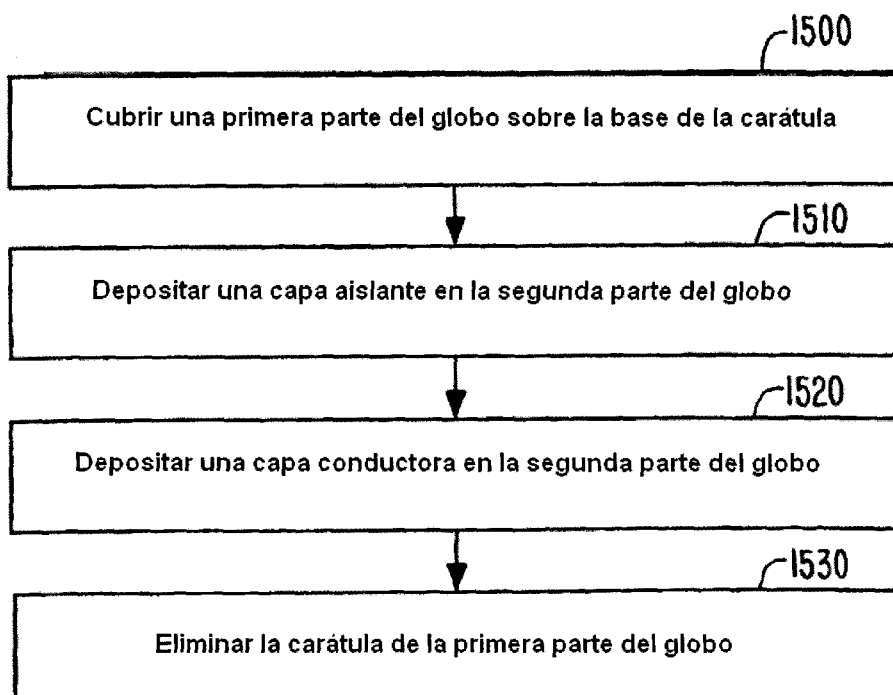 1500
Cubrir una primera parte del globo sobre la base de la carátula
1510
Depositar una capa aislante en la segunda parte del globo
1520
Depositar una capa conductora en la segunda parte del globo
1530
Eliminar la carátula de la primera parte del globo